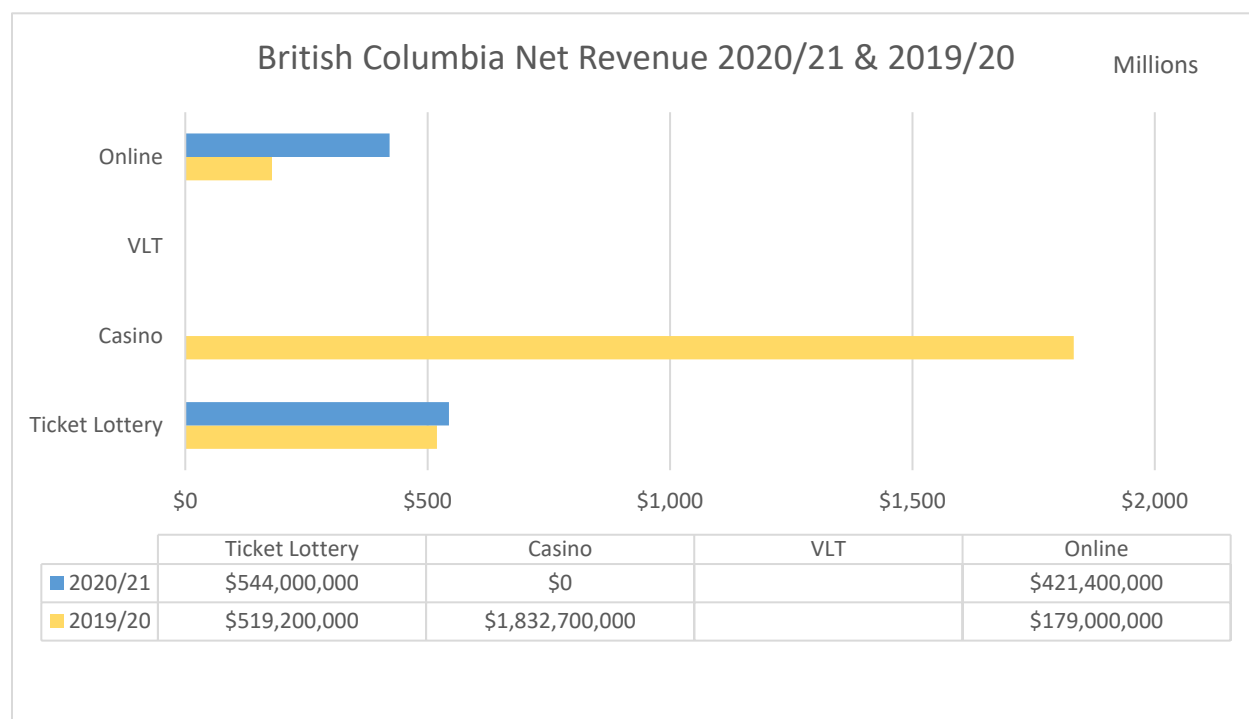 British Columbia Net Revenue 2020/21 & 2019/20
Millions
Online
VLT
Casino
Ticket Lottery
$0 $500 $1,000 $1,500 $2,000
Ticket Lottery Casino VLT Online
2020/21 $544,000,000 $0 $421,400,000
2019/20 $519,200,000 $1,832,700,000 $179,000,000